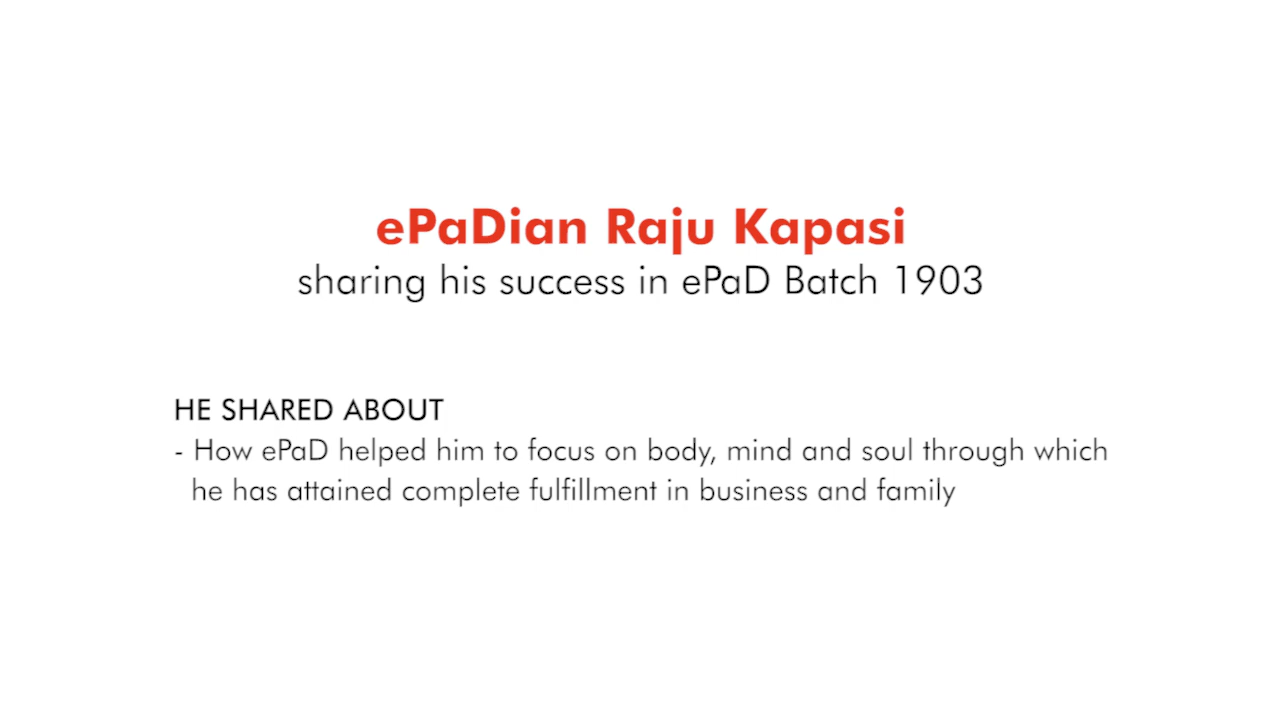 ePaDian Raju Kapasi
sharing his success in ePaD Batch 1903
HE SHARED ABOUT
- How ePaD helped him to focus on body, mind and soul through which
he has attained complete fulfillment in business and family